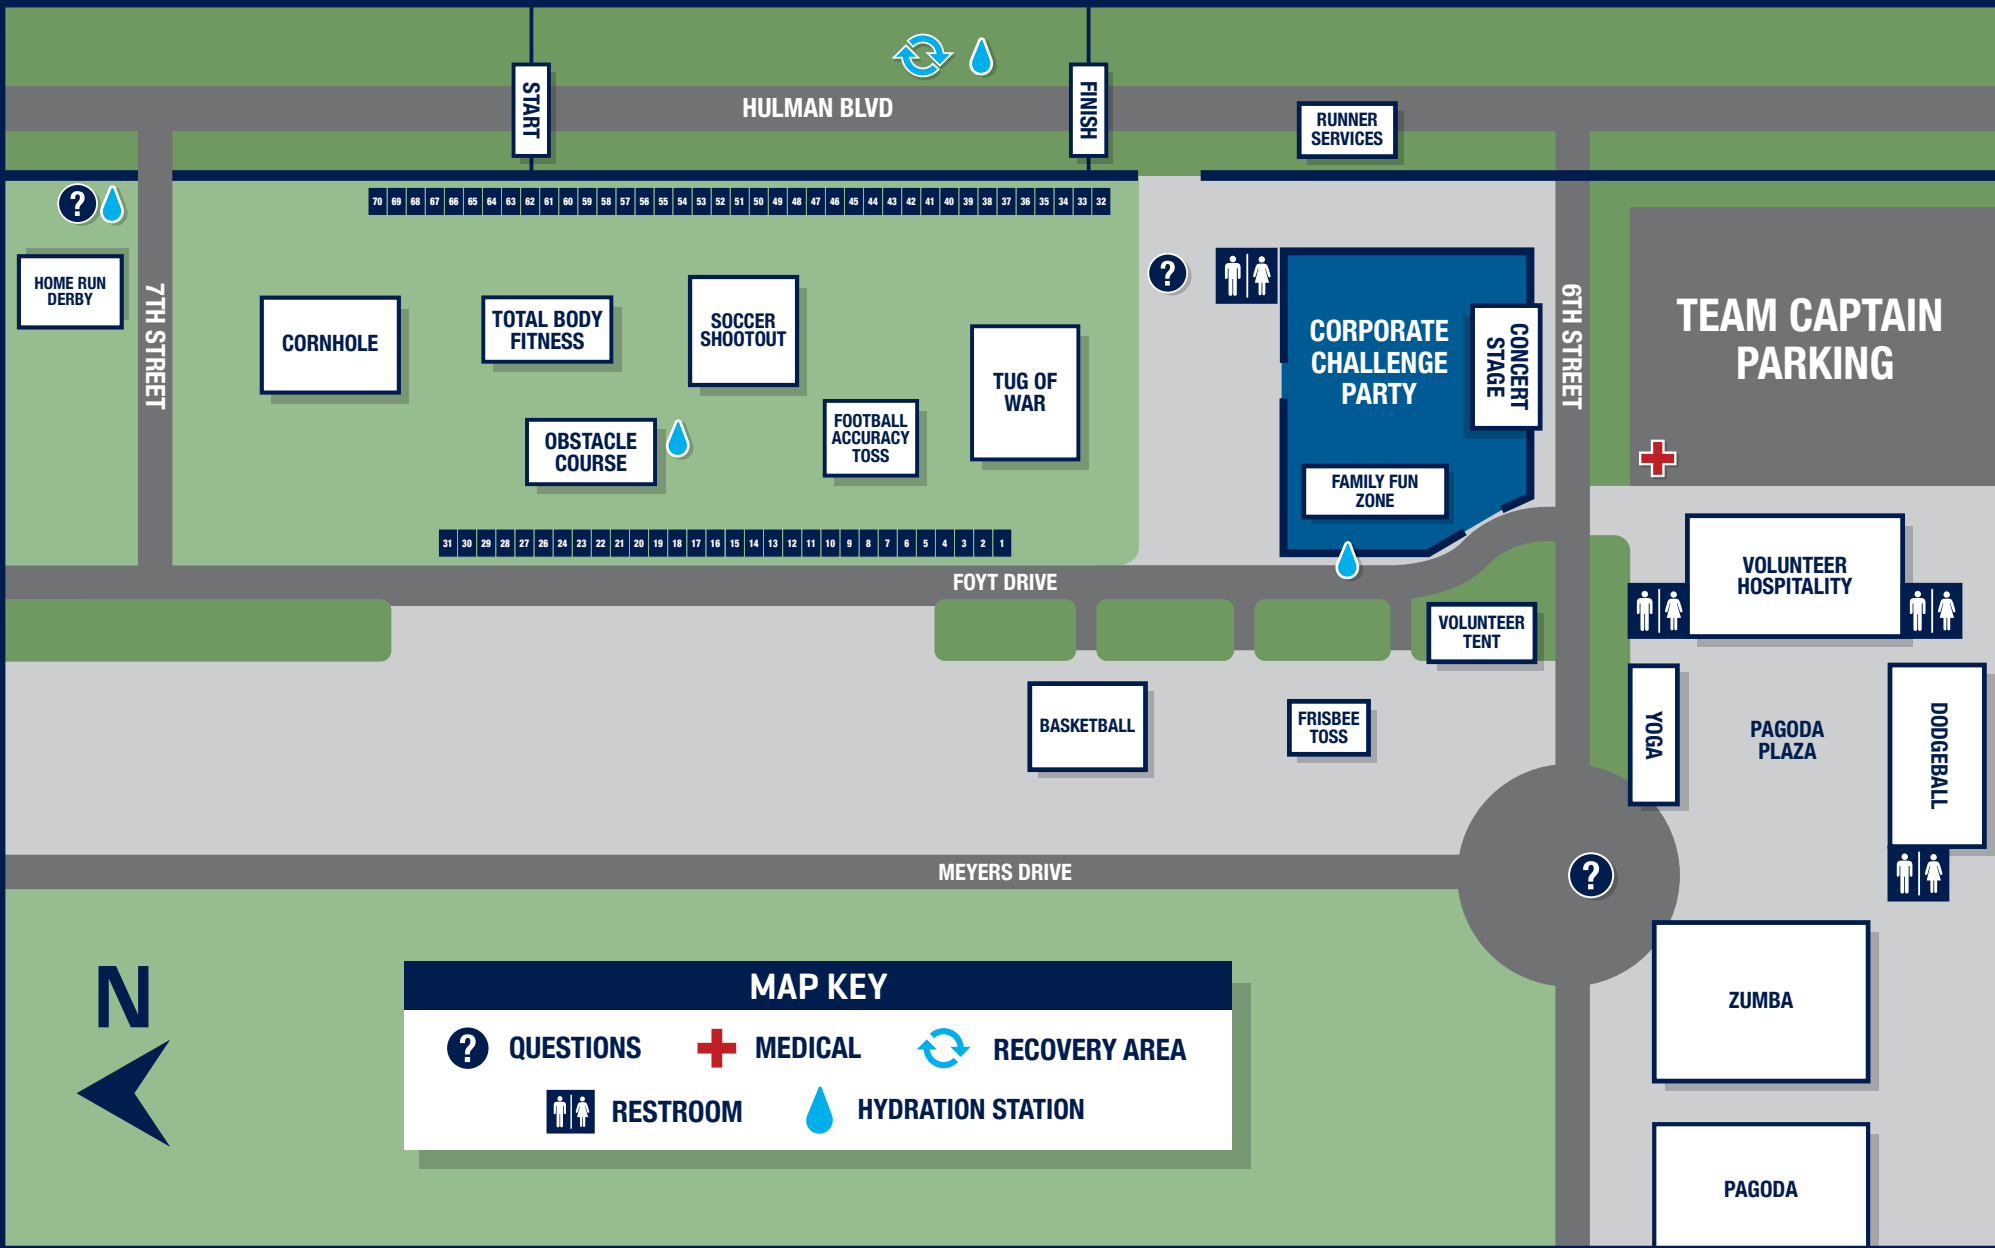 START
HULMAN BLVD
FINISH
RUNNER
SERVICES
?
70 69 68 67 66 65 64 63 62 61 60 59 58 57 56 55 54 53 52 51 50 49 48 47 46 45 44 43 42 41 40 39 38 37 36 35 34 33 32
HOME RUN
DERBY
7TH STREET
CORNHOLE
TOTAL BODY
FITNESS
SOCCER
SHOOTOUT
OBSTACLE
COURSE
FOOTBALL
ACCURACY
TOSS
TUG OF
WAR
?
CORPORATE
CHALLENGE
PARTY
CONCERT
STAGE
FAMILY FUN
ZONE
6TH STREET
TEAM CAPTAIN
PARKING
31 30 29 28 27 26 24 23 22 21 20 19 18 17 16 15 14 13 12 11 10 9 8 7 6 5 4 3 2 1
FOYT DRIVE
VOLUNTEER
HOSPITALITY
VOLUNTEER
TENT
BASKETBALL
FRISBEE
TOSS
YOGA
PAGODA
PLAZA
DODGEBALL
MEYERS DRIVE
?
ZUMBA
PAGODA
N
MAP KEY
? QUESTIONS
MEDICAL
RECOVERY AREA
RESTROOM
HYDRATION STATION